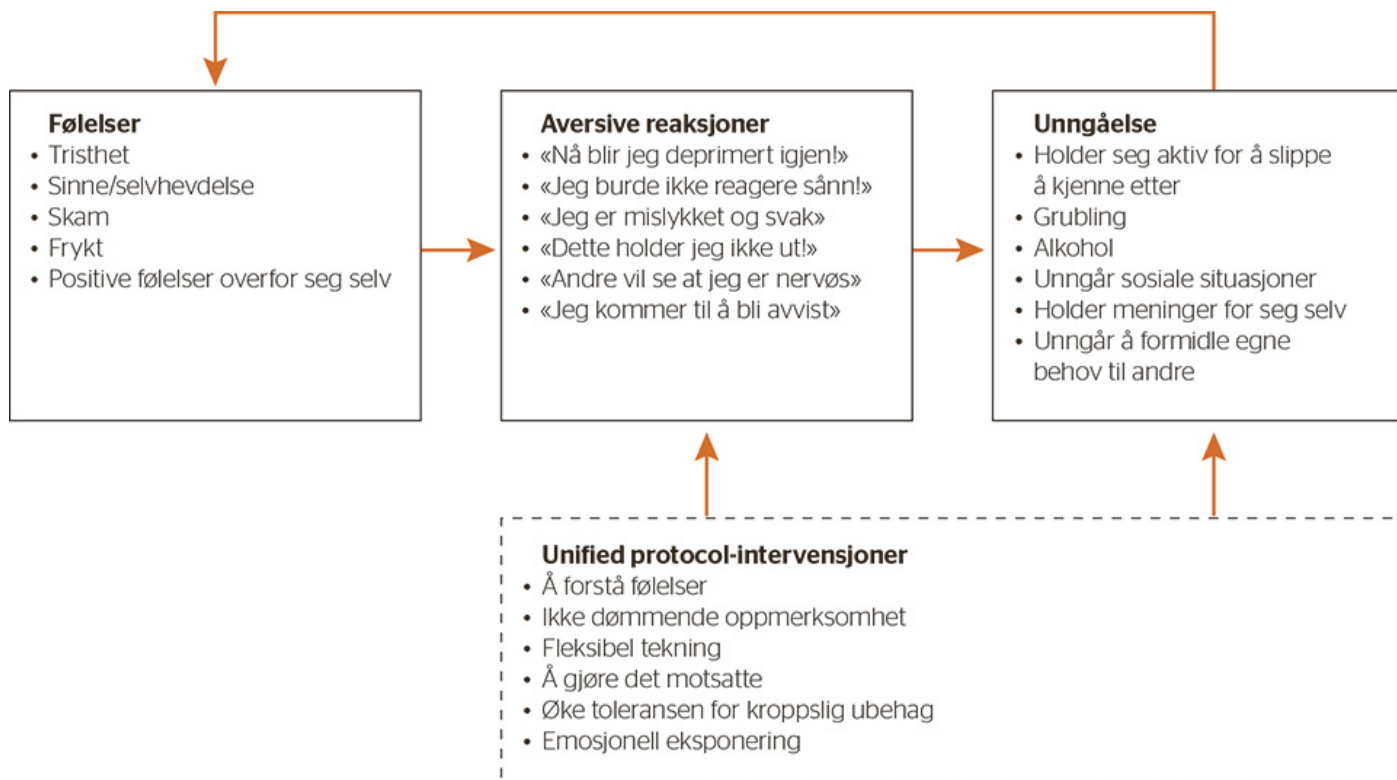 Følelser
• Tristhet
• Sinne/selvhevdelse
• Skam
• Frykt
• Positive følelser overfor seg selv
Aversive reaksjoner
• «Nå blir jeg deprimert igjen!»
• «Jeg burde ikke reagere sånn!»
• «Jeg er mislykket og svak»
• «Dette holder jeg ikke ut!»
• «Andre vil se at jeg er nervøs»
• «Jeg kommer til å bli avvist»
Unngåelse
• Holder seg aktiv for å slippe
å kjenne etter
• Grubling
• Alkohol
• Unngår sosiale situasjoner
• Holder meninger for seg selv
• Unngår å formidle egne
behov til andre
Unified protocol-intervensjoner
• Å forstå følelser
• Ikke dømmende oppmerksomhet
• Fleksibel tekning
• Å gjøre det motsatte
• Øke toleransen for kroppslig ubehag
• Emosjonell eksponering